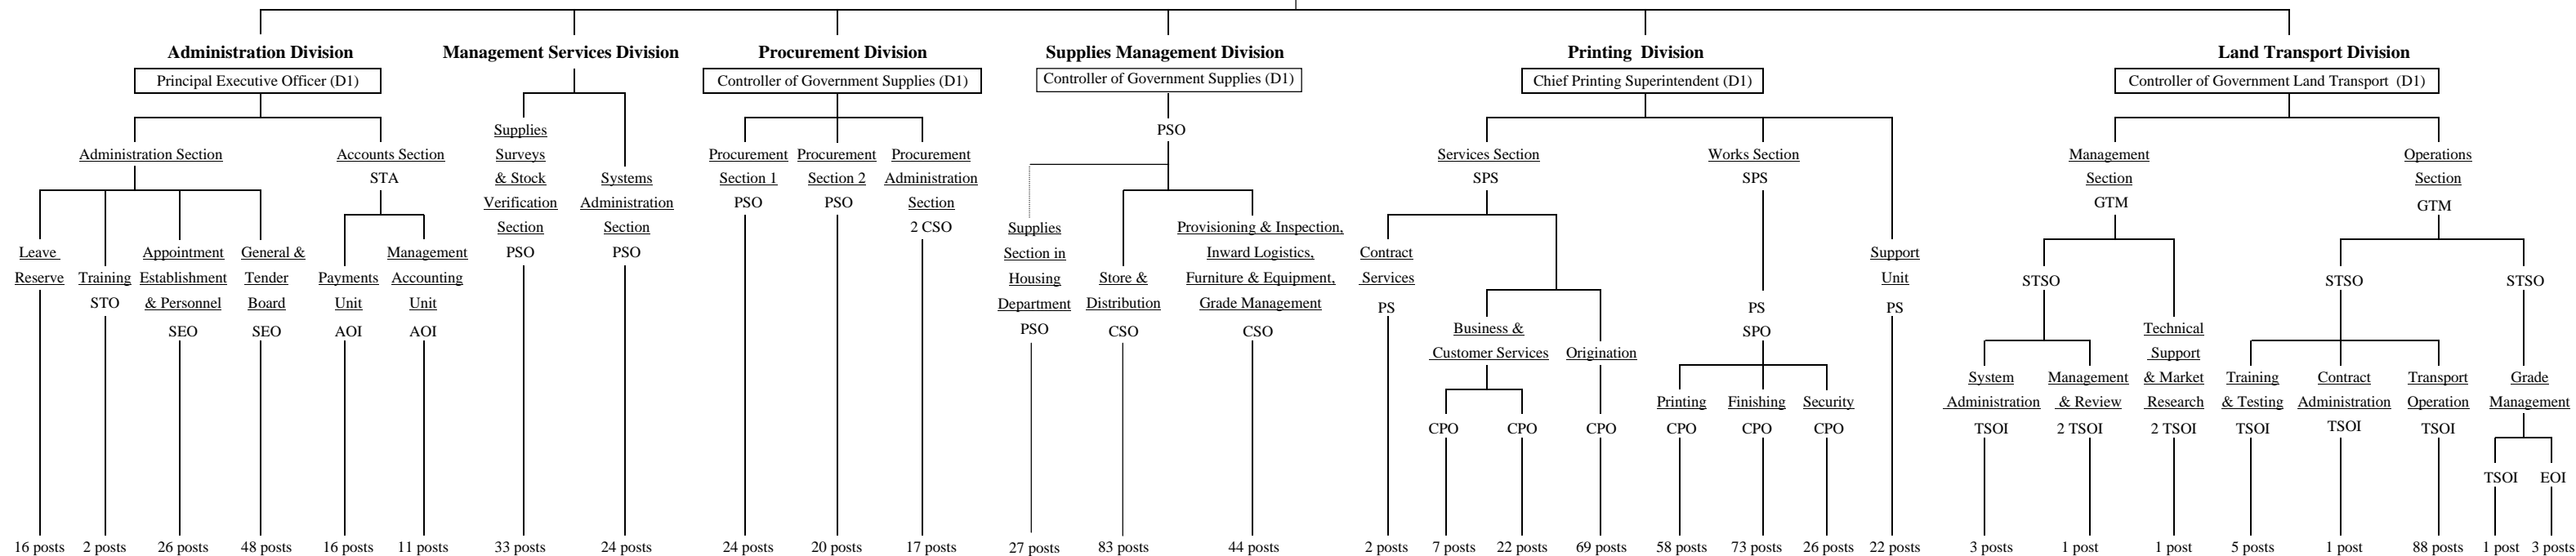 Administration Division
Management Services Division
Procurement Division
Supplies Management Division
Printing Division
Land Transport Division
Principal Executive Officer (D1)
Controller of Government Supplies (D1)
Controller of Government Supplies (D1)
Chief Printing Superintendent (D1)
Controller of Government Land Transport (D1)
Administration Section
Leave
Reserve
Training
STO
Appointment
Establishment
& Personnel
SEO
General &
Tender
Board
SEO
Accounts Section
STA
Payments
Unit
AOI
Management
Accounting
Unit
AOI
Supplies
Surveys
& Stock
Verification
Section
PSO
Systems
Administration
Section
PSO
Procurement
Section 1
PSO
Procurement
Section 2
PSO
Procurement
Administration
Section
2 CSO
PSO
Supplies
Section in
Housing
Department
PSO
Store &
Distribution
CSO
Provisioning & Inspection,
Inward Logistics,
Furniture & Equipment,
Grade Management
CSO
Services Section
SPS
Contract
Services
PS
Business &
Customer Services
CPO
CPO
Origination
CPO
Works Section
SPS
PS
SPO
Printing
CPO
Finishing
CPO
Security
CPO
Support
Unit
PS
Management
Section
GTM
STSO
System
Administration
TSOI
Management
& Review
2 TSOI
Technical
Support
& Market
Research
2 TSOI
Operations
Section
GTM
STSO
Training
& Testing
TSOI
Contract
Administration
TSOI
Transport
Operation
TSOI
STSO
Grade
Management
TSOI
EOI
16 posts
2 posts
26 posts
48 posts
16 posts
11 posts
33 posts
24 posts
24 posts
20 posts
17 posts
27 posts
83 posts
44 posts
2 posts
7 posts
22 posts
69 posts
58 posts
73 posts
26 posts
22 posts
3 posts
1 post
1 post
5 posts
1 post
88 posts
1 post
3 posts